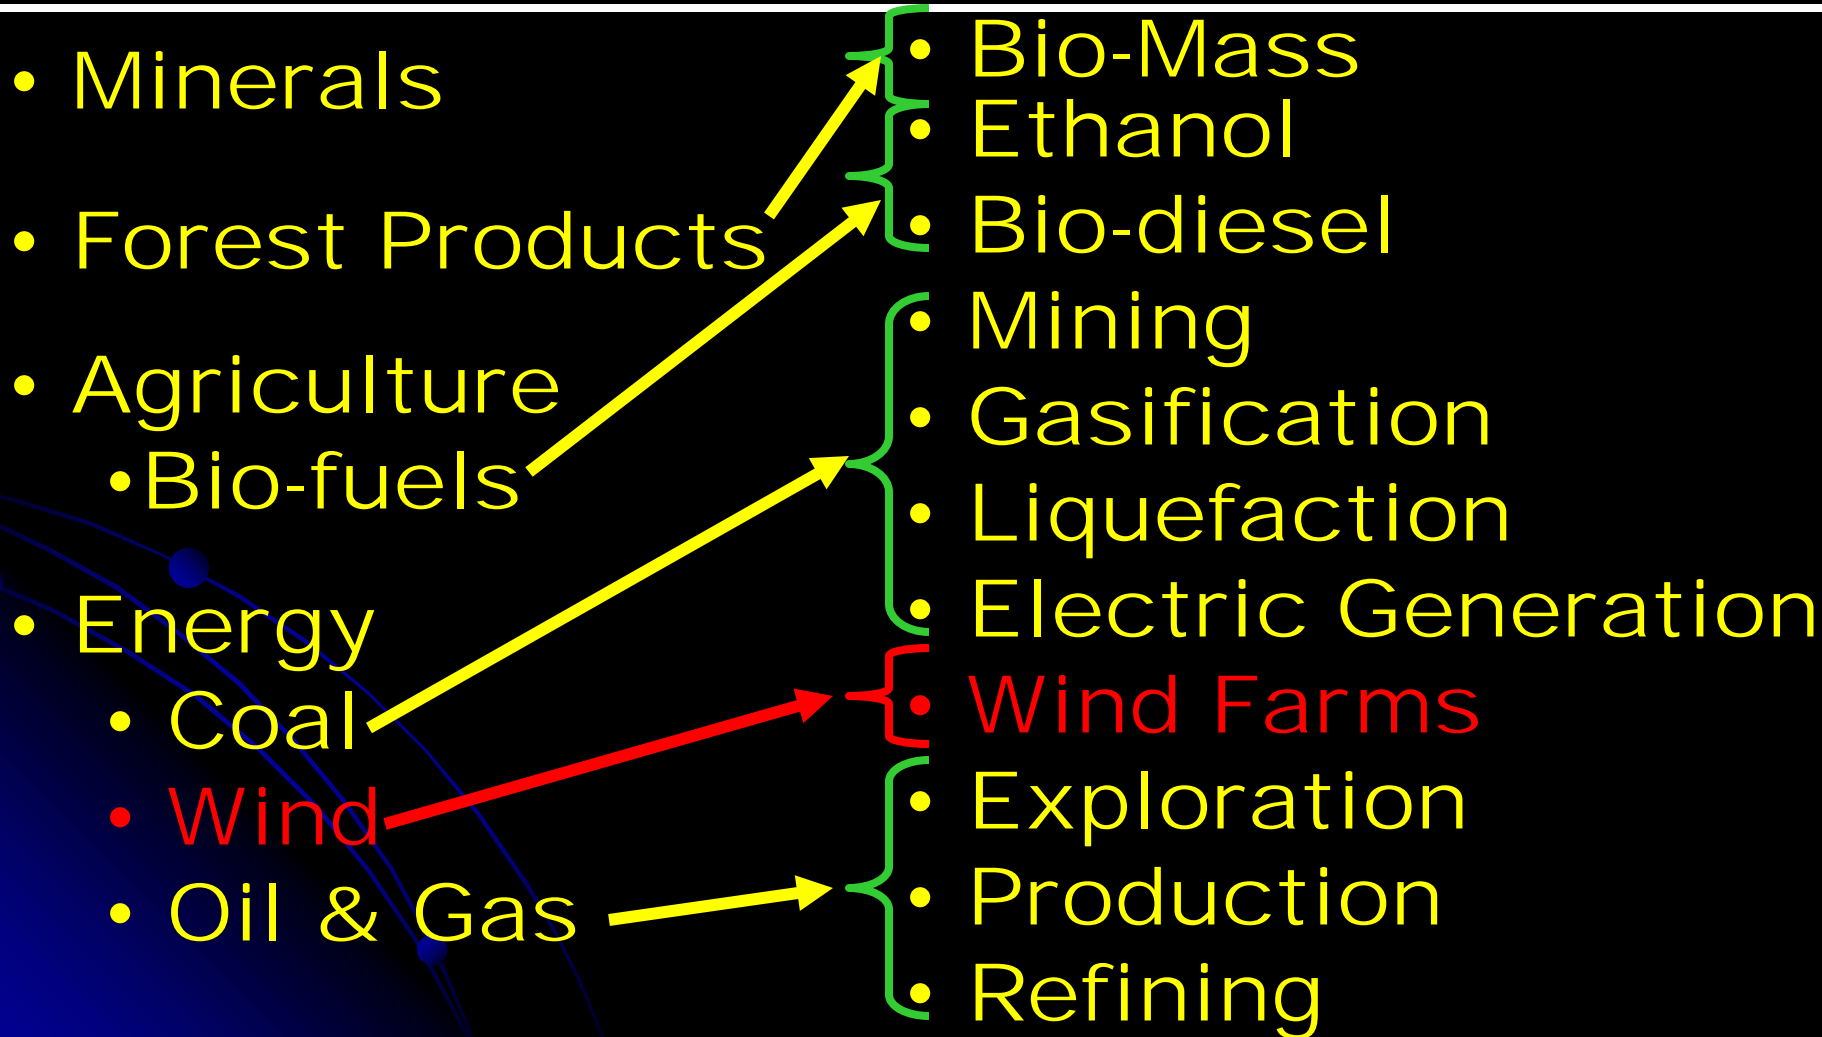 • Minerals
• Forest Products
• Agriculture
•Bio-fuels
• Energy
• Coal
• Wind
• Oil & Gas
• Bio-Mass
• Ethanol
• Bio-diesel
• Mining
• Gasification
• Liquefaction
• Electric Generation
• Wind Farms
• Exploration
• Production
• Refining